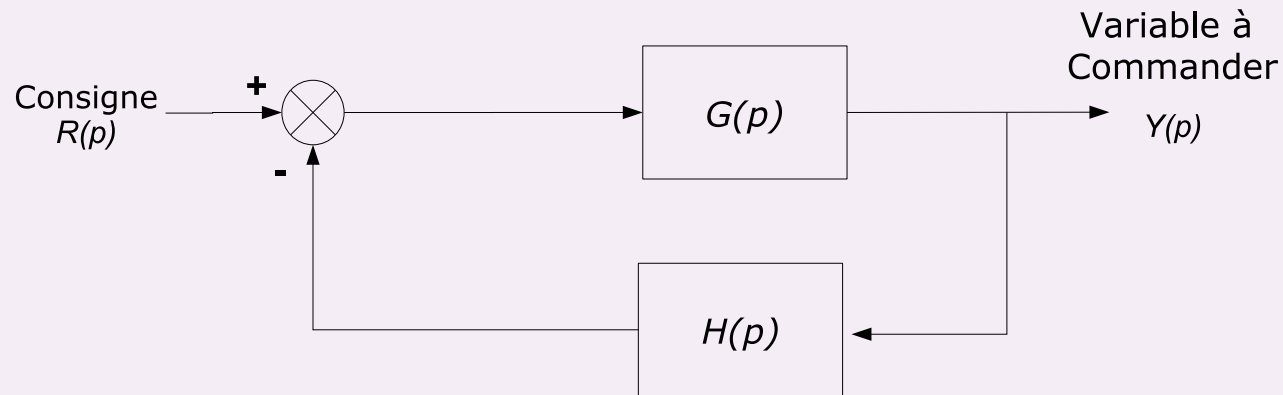 Variable à
Commander
Consigne
R(p)
+
-
G(p)
Y(p)
H(p)